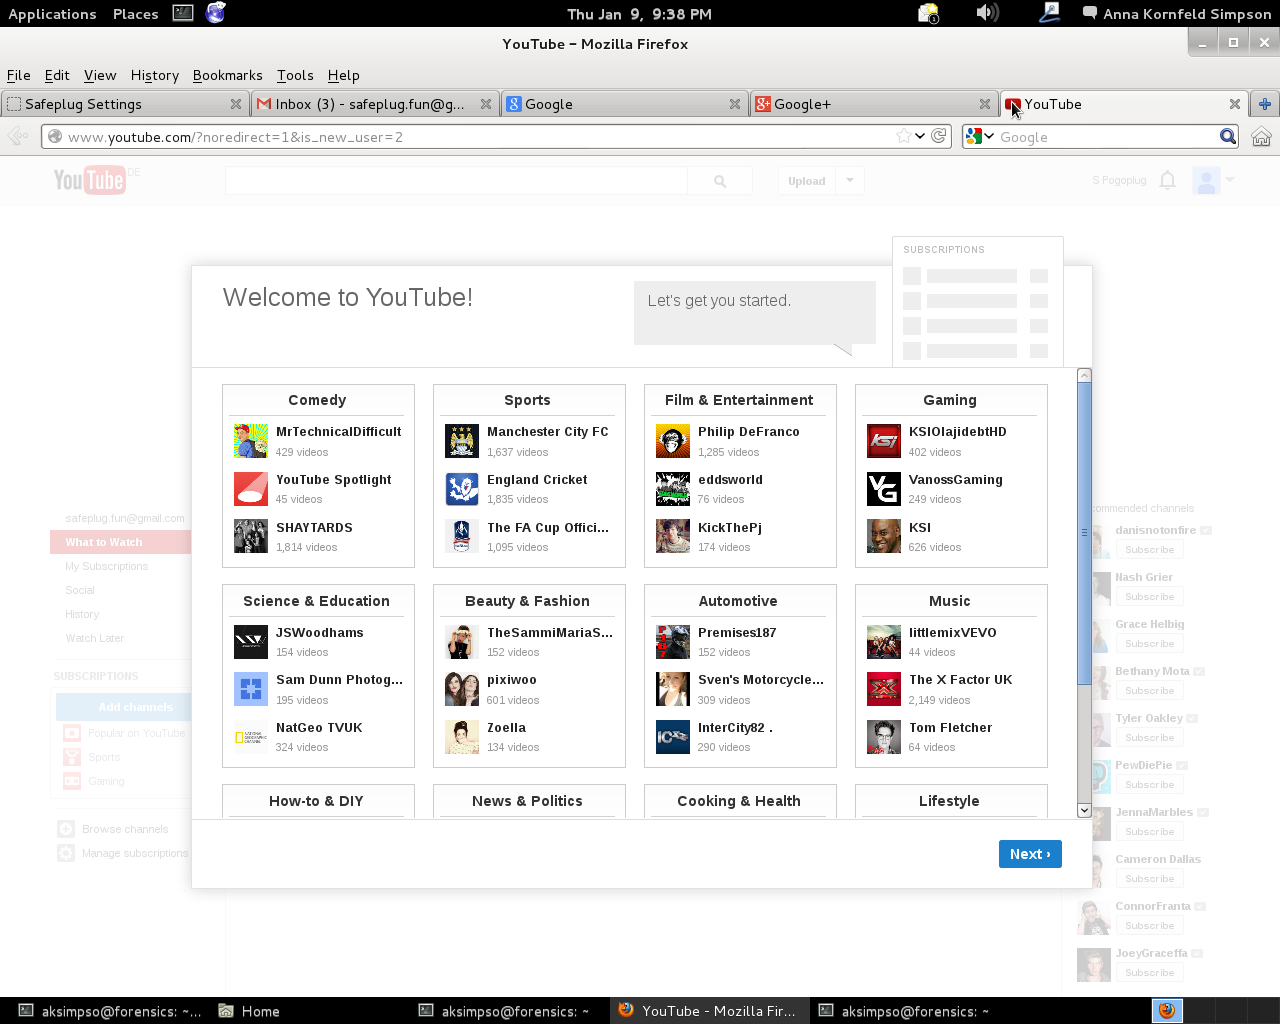 Applications Places Thu Jan 9, 9:38 PM Anna Kornfeld Simpson
YouTube - Mozilla Firefox
File Edit View History Bookmarks Tools Help
Safeplug Settings Inbox (3) - safeplug.fun@g... Google Google+ YouTube
www.youtube.com/?noredirect=1&is_new_user=2 Google
YouTube DE Upload S Pogoplug
SUBSCRIPTIONS
Welcome to YouTube! Let's get you started.
Comedy
MrTechnicalDifficult
429 videos
YouTube Spotlight
45 videos
SHAYTARDS
1,814 videos
Sports
Manchester City FC
1,637 videos
England Cricket
1,835 videos
The FA Cup Offici...
1,095 videos
Film & Entertainment
Philip DeFranco
1,285 videos
eddsworld
76 videos
KickThePj
174 videos
Gaming
KSIOlajidebtHD
402 videos
VanossGaming
249 videos
KSI
626 videos
Science & Education
JSWoodhams
154 videos
Sam Dunn Photog...
195 videos
NatGeo TVUK
324 videos
Beauty & Fashion
TheSammiMariaS...
152 videos
pixiwoo
601 videos
Zoella
134 videos
Automotive
Premises187
152 videos
Sven's Motorcycle...
309 videos
InterCity82 .
290 videos
Music
littlemixVEVO
44 videos
The X Factor UK
2,149 videos
Tom Fletcher
64 videos
How-to & DIY
News & Politics
Cooking & Health
Lifestyle
Next ›
safeplug.fun@gmail.com
What to Watch
My Subscriptions
Social
History
Watch Later
SUBSCRIPTIONS
Add channels
Popular on YouTube
Sports
Gaming
Browse channels
Manage subscriptions
commended channels
danisnotonfire
Subscribe
Nash Grier
Subscribe
Grace Helbig
Subscribe
Bethany Mota
Subscribe
Tyler Oakley
Subscribe
PewDiePie
Subscribe
JennaMarbles
Subscribe
Cameron Dallas
Subscribe
ConnorFranta
Subscribe
JoeyGraceffa
Subscribe
aksimpso@forensics: ~... Home aksimpso@forensics: ~ YouTube - Mozilla Fir... aksimpso@forensics: ~